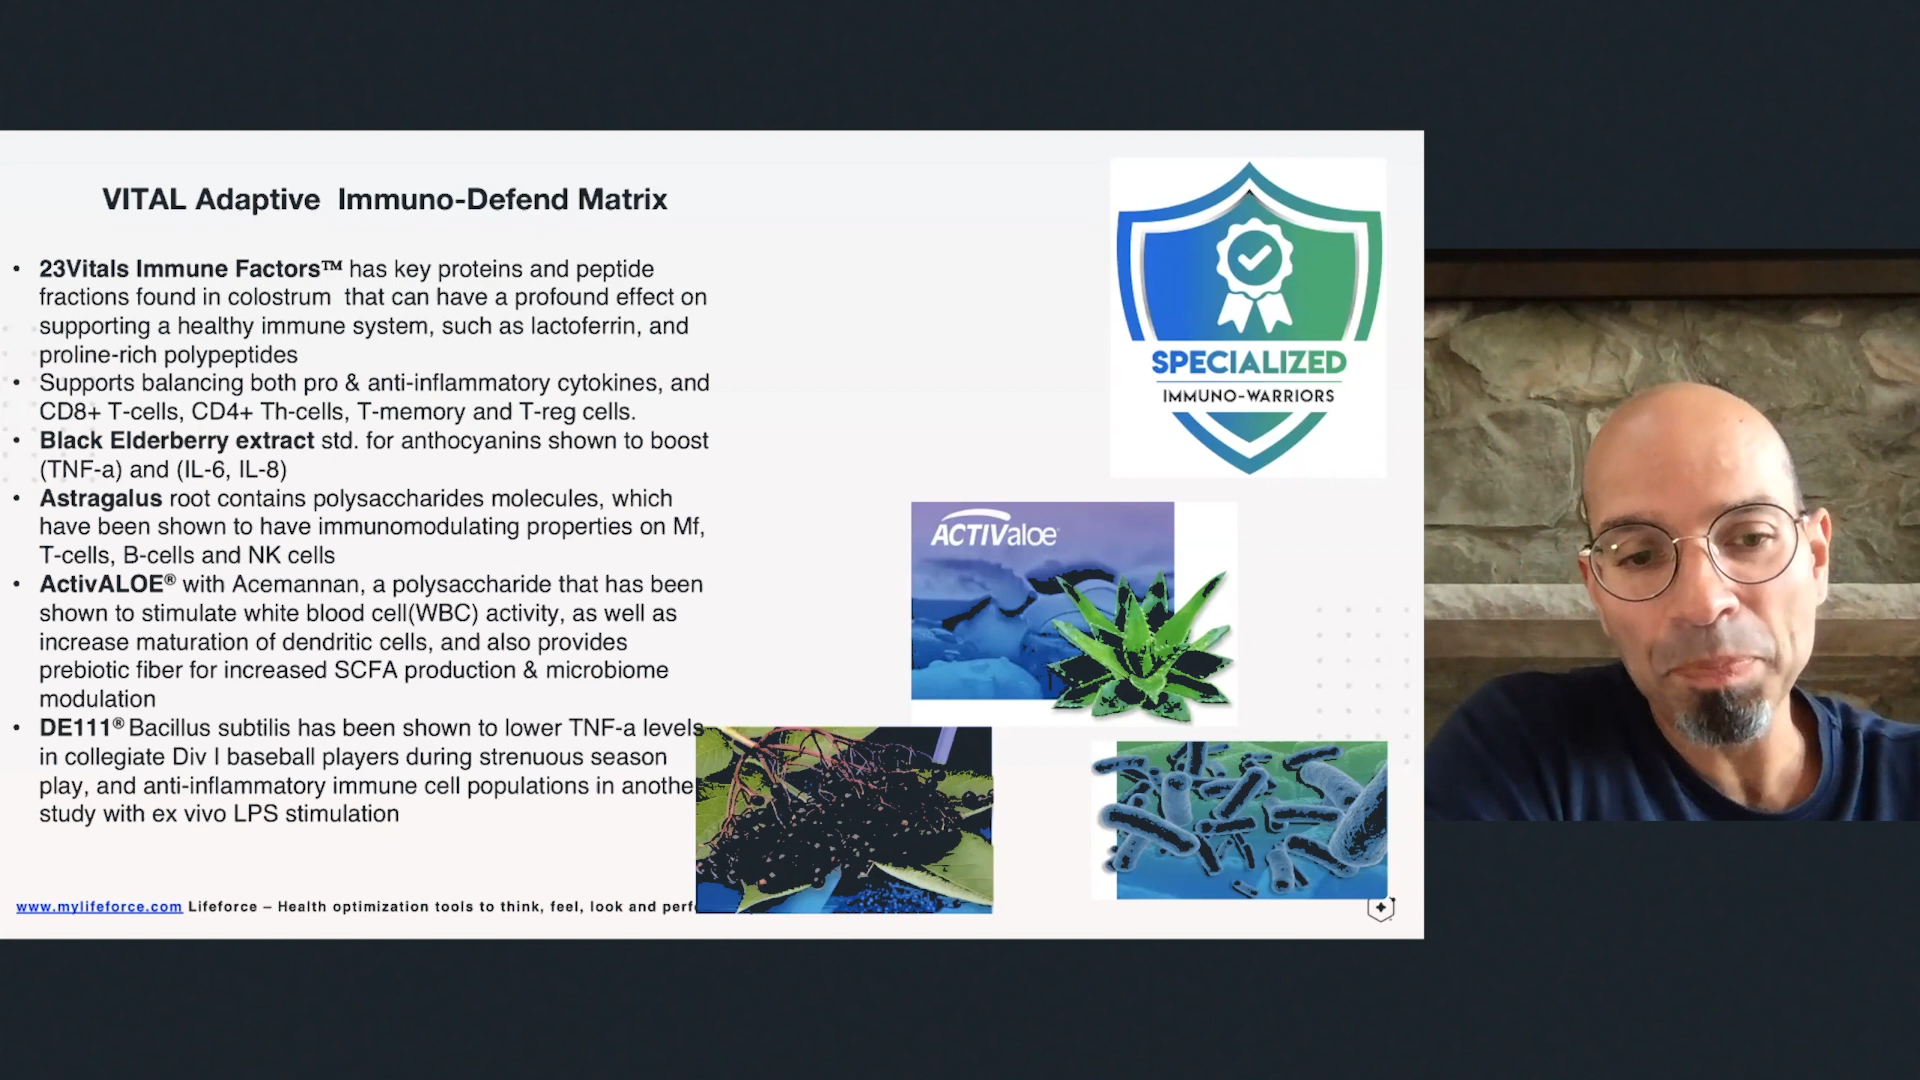 VITAL Adaptive  Immuno-Defend Matrix
• 23Vitals Immune Factors™ has key proteins and peptide
fractions found in colostrum  that can have a profound effect on
supporting a healthy immune system, such as lactoferrin, and
proline-rich polypeptides
• Supports balancing both pro & anti-inflammatory cytokines, and
CD8+ T-cells, CD4+ Th-cells, T-memory and T-reg cells.
• Black Elderberry extract std. for anthocyanins shown to boost
(TNF-a) and (IL-6, IL-8)
• Astragalus root contains polysaccharides molecules, which
have been shown to have immunomodulating properties on Mf,
T-cells, B-cells and NK cells
• ActivALOE® with Acemannan, a polysaccharide that has been
shown to stimulate white blood cell(WBC) activity, as well as
increase maturation of dendritic cells, and also provides
prebiotic fiber for increased SCFA production & microbiome
modulation
• DE111® Bacillus subtilis has been shown to lower TNF-a levels
in collegiate Div I baseball players during strenuous season
play, and anti-inflammatory immune cell populations in anothe
study with ex vivo LPS stimulation
www.mylifeforce.com Lifeforce – Health optimization tools to think, feel, look and perf
SPECIALIZED
IMMUNO-WARRIORS
ACTIValoe